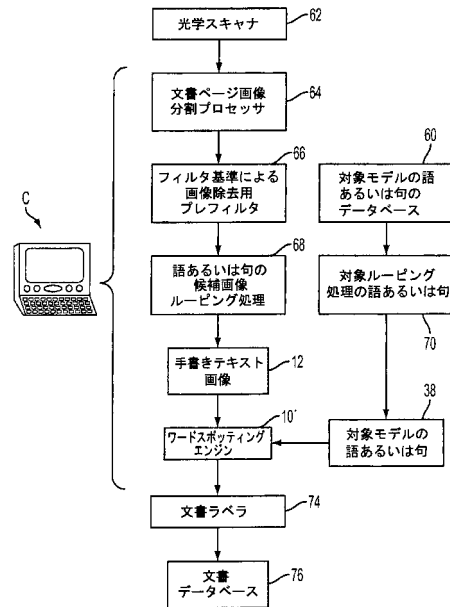 光学スキャナ
62
文書ページ画像
分割プロセッサ
64
フィルタ基準による
画像除去用
プレフィルタ
66
対象モデルの語
あるいは句の
データベース
60
C
語あるいは句の
候補画像
ルーピング処理
68
対象ルーピング
処理の語あるいは句
70
手書きテキスト
画像
12
ワードスポッティング
エンジン
10'
対象モデルの
語あるいは句
38
文書ラベラ
74
文書
データベース
76